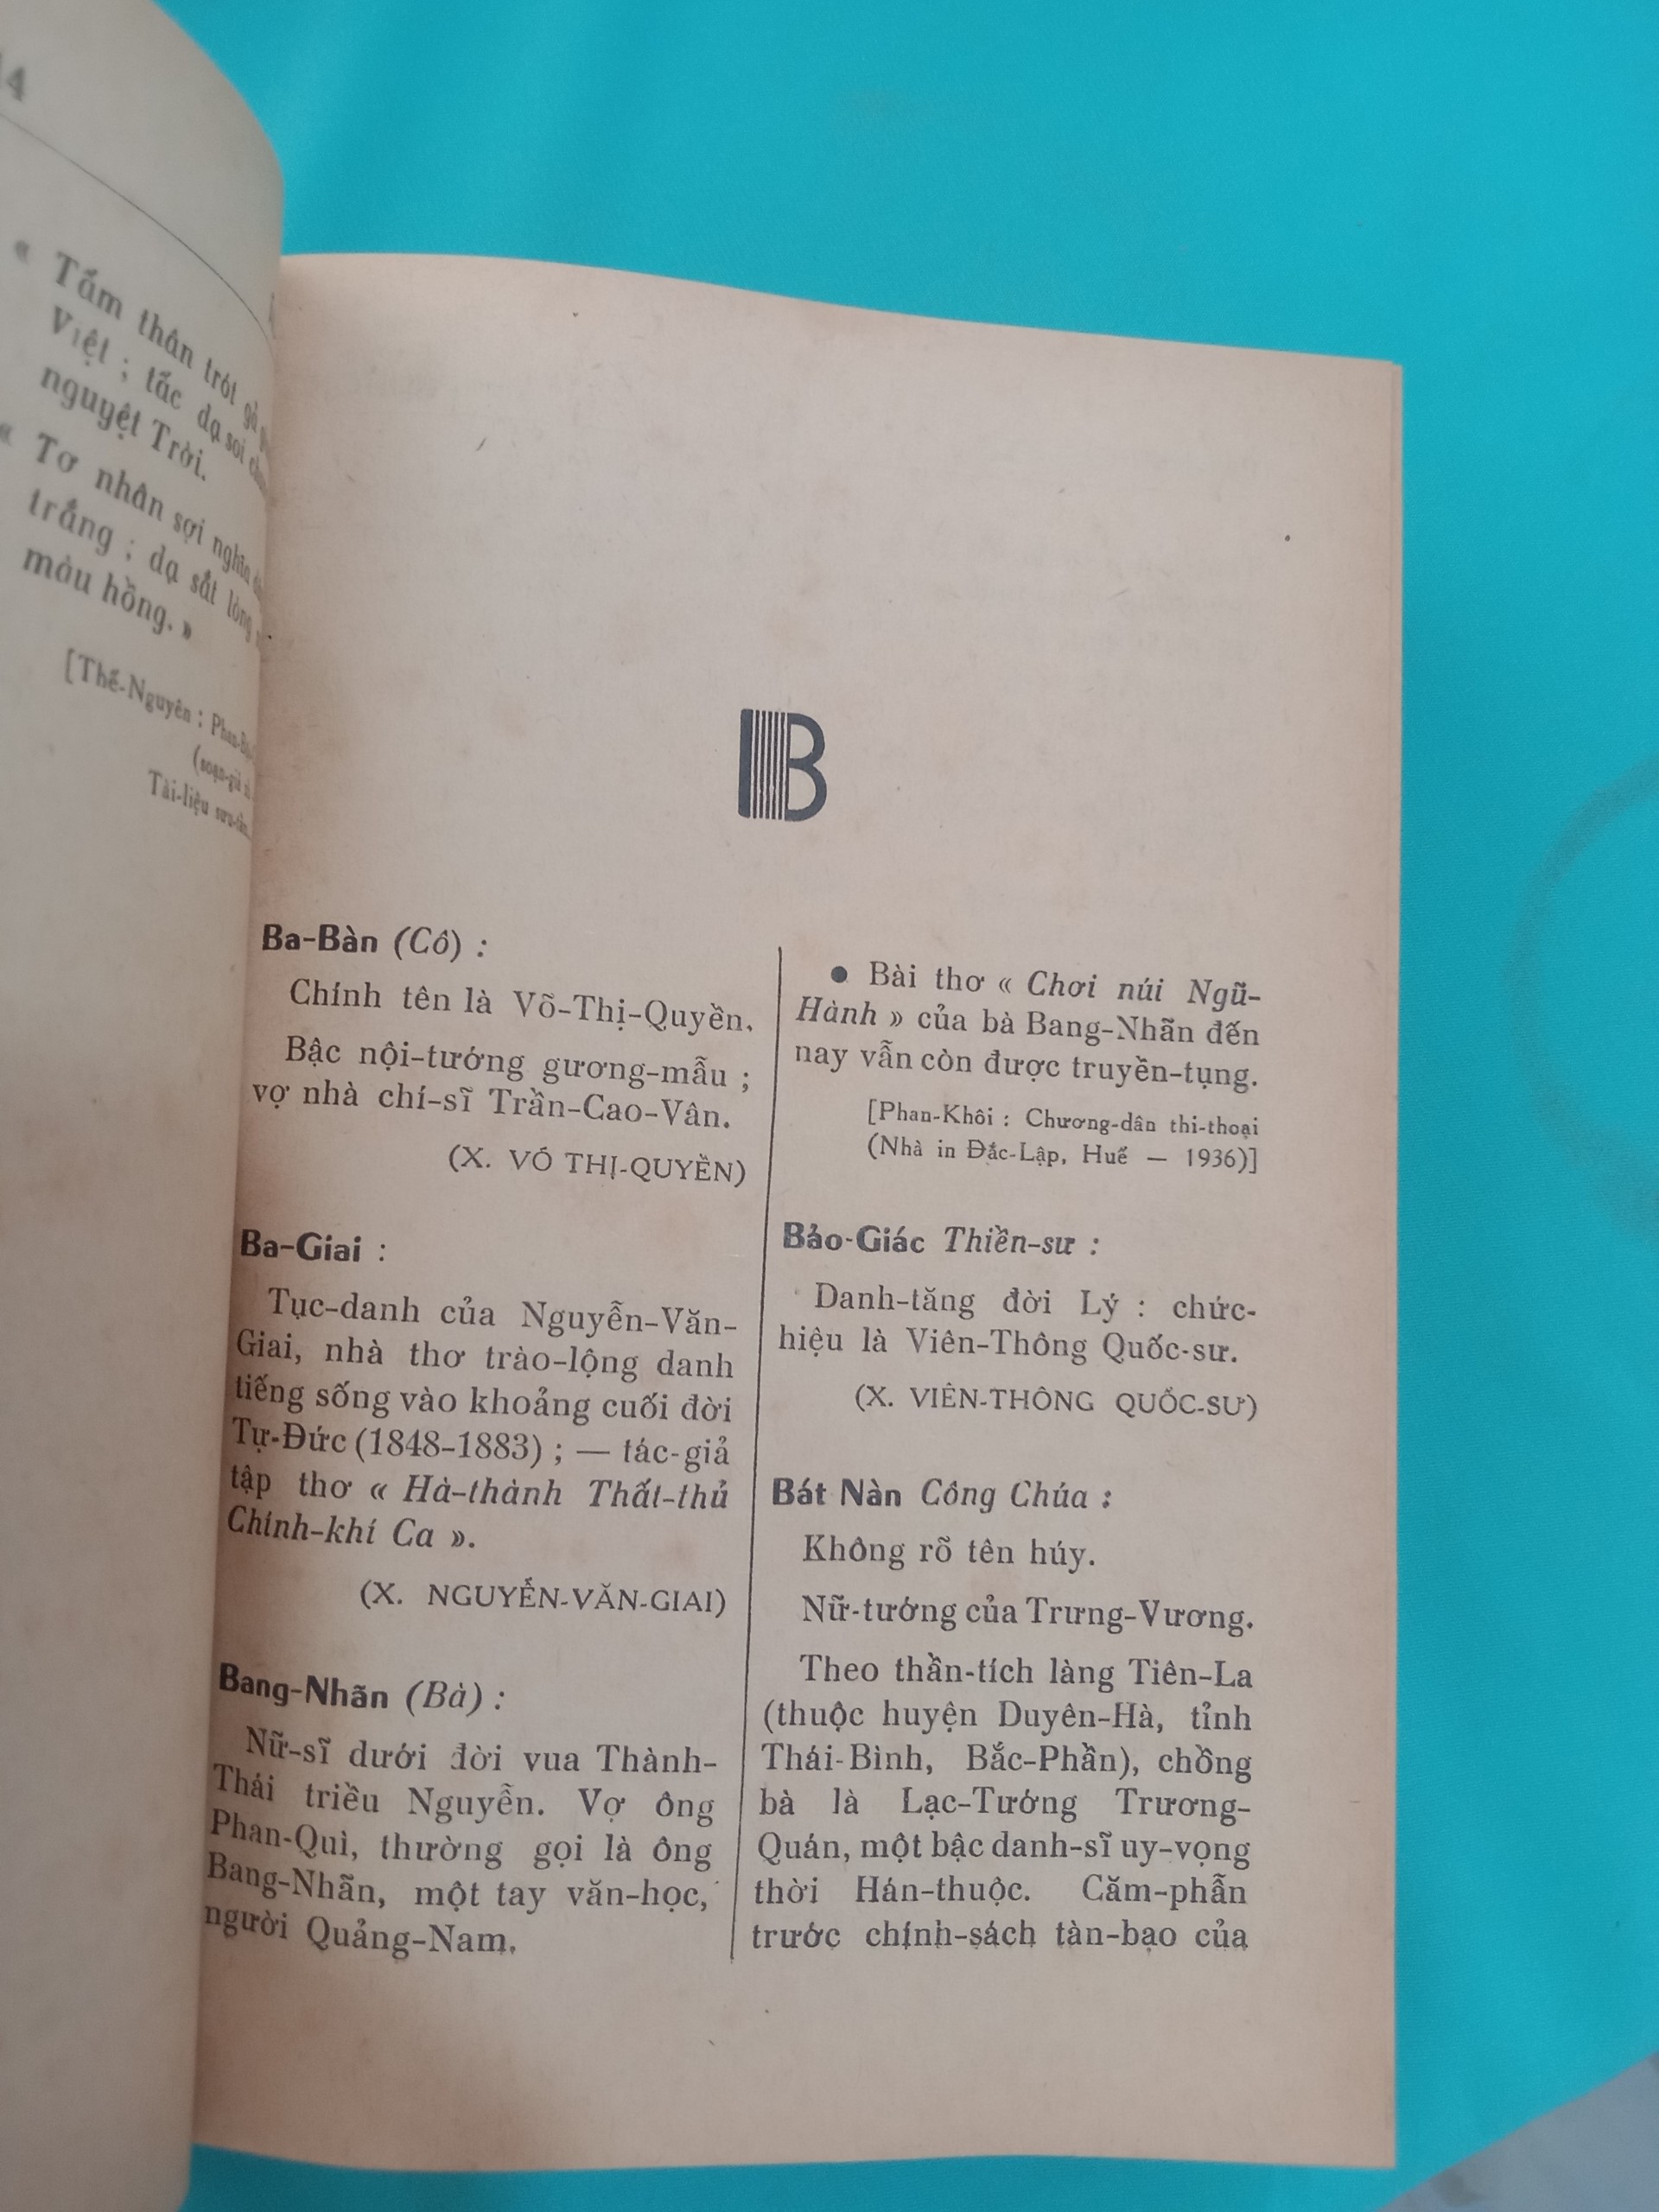 14
« Tấm thân trót gả
Việt ; tấc dạ soi
nguyệt Trời.
« Tơ nhân sợi nghĩa
trắng ; dạ sắt lòng
màu hồng. »
[Thế-Nguyên : Phan-
(soạn-giả
Tài-liệu sưu-tầm
B
Ba-Bàn (Cô) :
Chính tên là Võ-Thị-Quyền.
Bậc nội-tướng gương-mẫu ;
vợ nhà chí-sĩ Trần-Cao-Vân.
(X. VÕ THỊ-QUYỀN)
Ba-Giai :
Tục-danh của Nguyễn-Văn-
Giai, nhà thơ trào-lộng danh
tiếng sống vào khoảng cuối đời
Tự-Đức (1848-1883) ; — tác-giả
tập thơ « Hà-thành Thất-thủ
Chính-khí Ca ».
(X. NGUYỄN-VĂN-GIAI)
Bang-Nhãn (Bà) :
Nữ-sĩ dưới đời vua Thành-
Thái triều Nguyễn. Vợ ông
Phan-Quì, thường gọi là ông
Bang-Nhãn, một tay văn-học,
người Quảng-Nam.
● Bài thơ « Chơi núi Ngũ-
Hành » của bà Bang-Nhãn đến
nay vẫn còn được truyền-tụng.
[Phan-Khôi : Chương-dân thi-thoại
(Nhà in Đắc-Lập, Huế — 1936)]
Bảo-Giác Thiền-sư :
Danh-tăng đời Lý : chức-
hiệu là Viên-Thông Quốc-sư.
(X. VIÊN-THÔNG QUỐC-SƯ)
Bát Nàn Công Chúa :
Không rõ tên húy.
Nữ-tướng của Trưng-Vương.
Theo thần-tích làng Tiên-La
(thuộc huyện Duyên-Hà, tỉnh
Thái-Bình, Bắc-Phần), chồng
bà là Lạc-Tướng Trương-
Quán, một bậc danh-sĩ uy-vọng
thời Hán-thuộc. Căm-phẫn
trước chính-sách tàn-bạo của